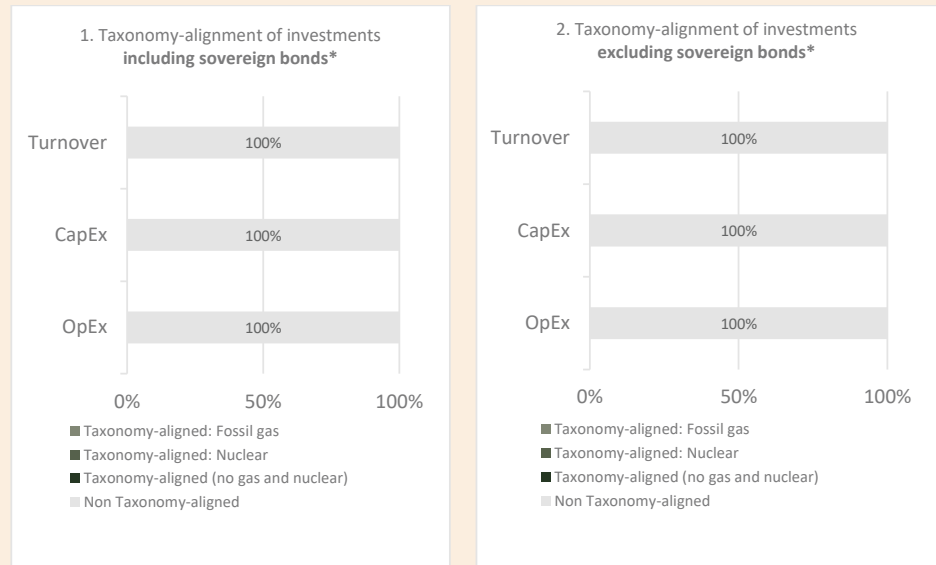 1. Taxonomy-alignment of investments
including sovereign bonds*
Turnover
100%
CapEx
100%
OpEx
100%
0%
50%
100%
Taxonomy-aligned: Fossil gas
Taxonomy-aligned: Nuclear
Taxonomy-aligned (no gas and nuclear)
Non Taxonomy-aligned
2. Taxonomy-alignment of investments
excluding sovereign bonds*
Turnover
100%
CapEx
100%
OpEx
100%
0%
50%
100%
Taxonomy-aligned: Fossil gas
Taxonomy-aligned: Nuclear
Taxonomy-aligned (no gas and nuclear)
Non Taxonomy-aligned